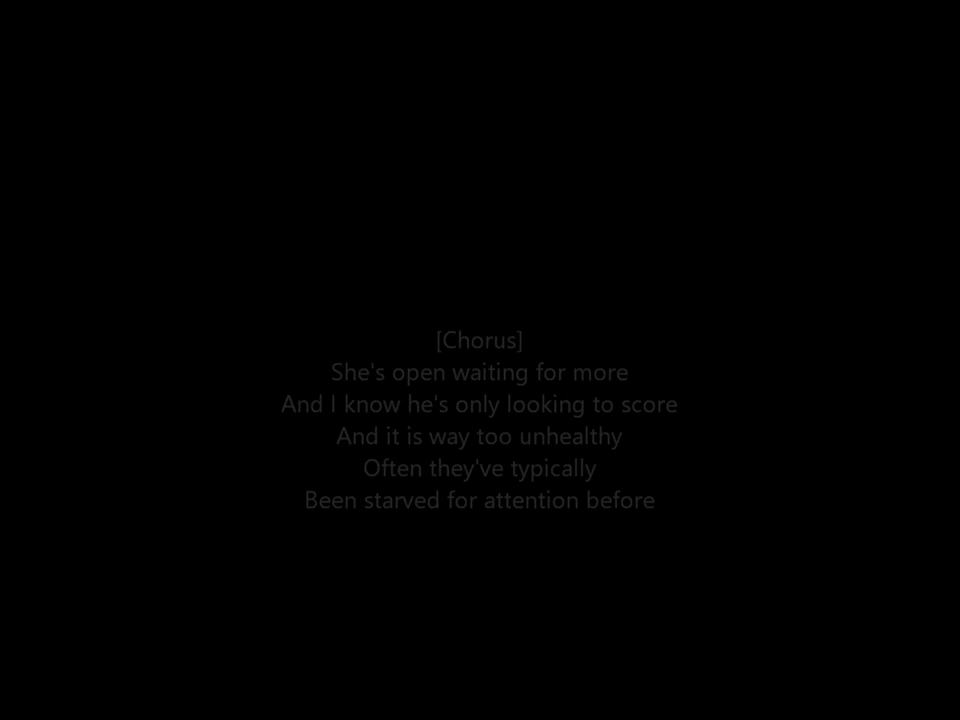 [Chorus]
She's open waiting for more
And I know he's only looking to score
And it is way too unhealthy
Often they've typically
Been starved for attention before